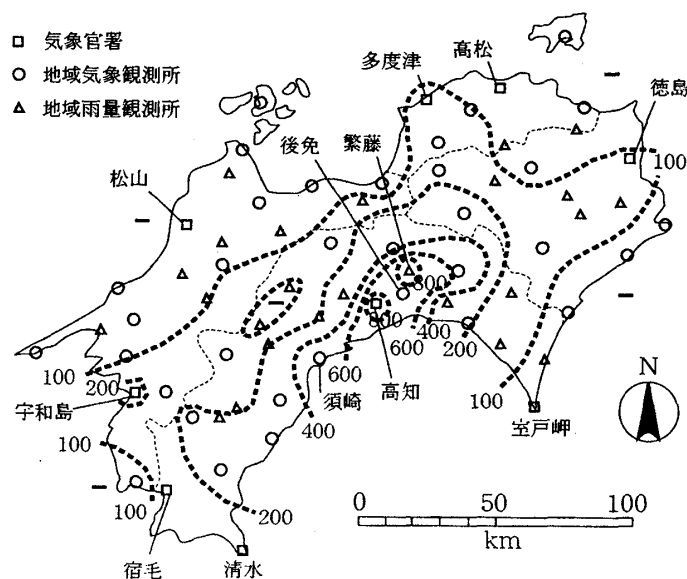 □ 気象官署
○ 地域気象観測所
△ 地域雨量観測所
多度津
高松
徳島
後免
繁藤
松山
100
800
800
400
600
200
100
200
宇和島
600
須崎
高知
100
室戸岬
N
400
100
100
200
宿毛
清水
0 50 100
km